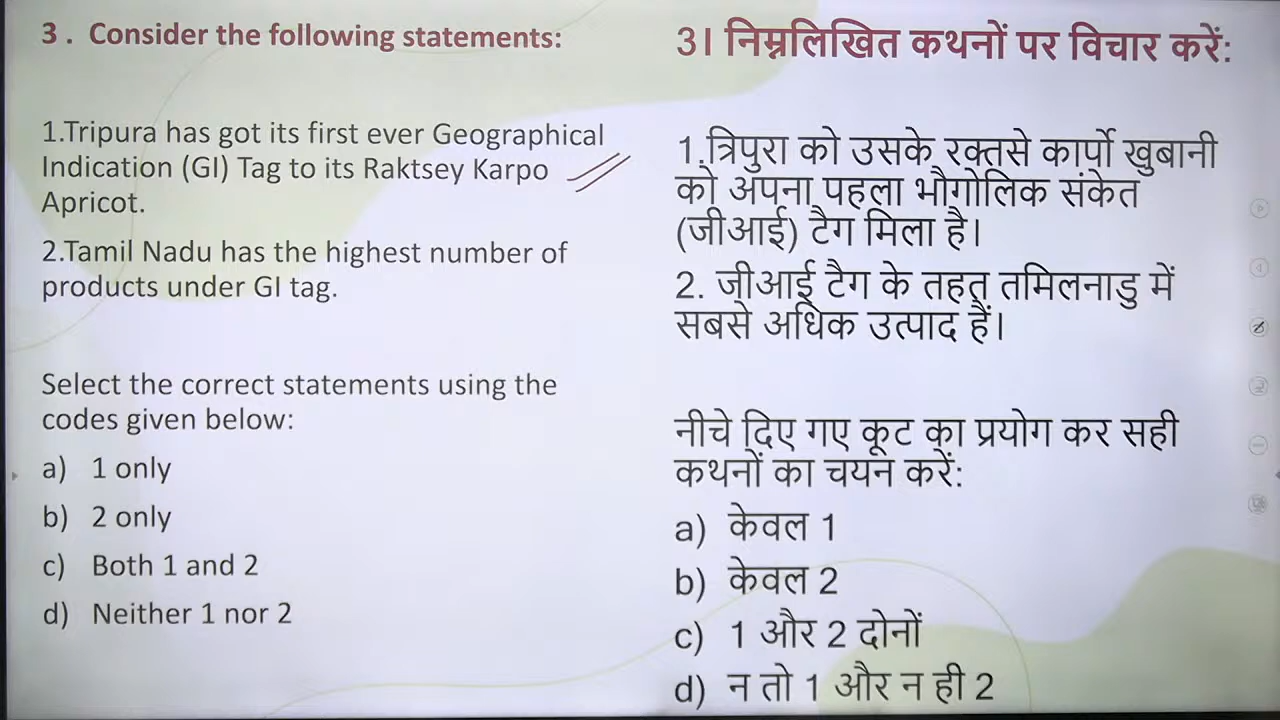 3 . Consider the following statements:
1.Tripura has got its first ever Geographical
Indication (GI) Tag to its Raktsey Karpo
Apricot.
2.Tamil Nadu has the highest number of
products under GI tag.
Select the correct statements using the
codes given below:
a) 1 only
b) 2 only
c) Both 1 and 2
d) Neither 1 nor 2
3। निम्नलिखित कथनों पर विचार करें:
1.त्रिपुरा को उसके रक्तसे कार्पो खुबानी
को अपना पहला भौगोलिक संकेत
(जीआई) टैग मिला है।
2. जीआई टैग के तहत तमिलनाडु में
सबसे अधिक उत्पाद हैं।
नीचे दिए गए कूट का प्रयोग कर सही
कथनों का चयन करें:
a) केवल 1
b) केवल 2
c) 1 और 2 दोनों
d) न तो 1 और न ही 2